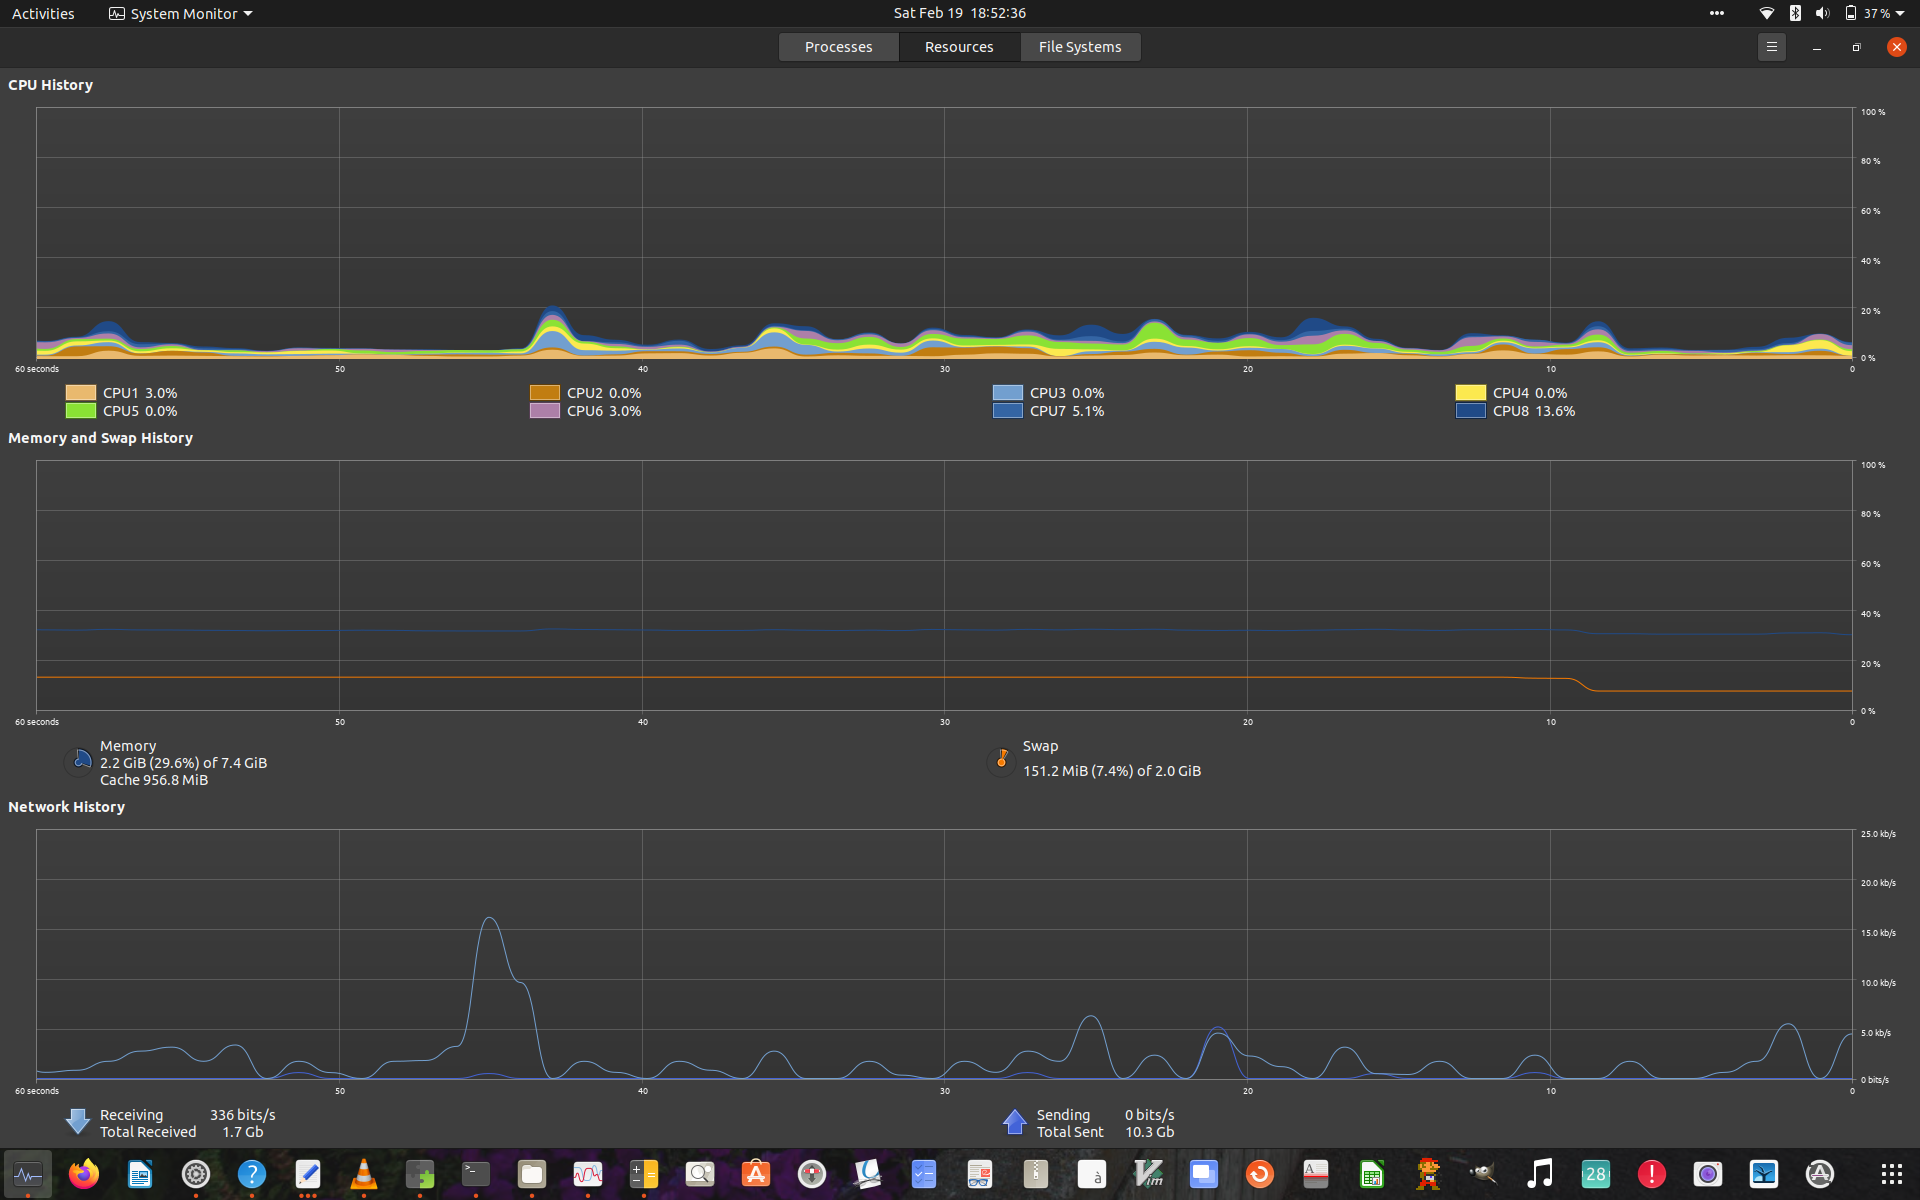 Activities System Monitor Sat Feb 19 18:52:36 37 %
Processes Resources File Systems
CPU History
100 %
80 %
60 %
40 %
20 %
0 %
60 seconds 50 40 30 20 10 0
CPU1 3.0% CPU2 0.0% CPU3 0.0% CPU4 0.0%
CPU5 0.0% CPU6 3.0% CPU7 5.1% CPU8 13.6%
Memory and Swap History
100 %
80 %
60 %
40 %
20 %
0 %
60 seconds 50 40 30 20 10 0
Memory
2.2 GiB (29.6%) of 7.4 GiB
Cache 956.8 MiB
Swap
151.2 MiB (7.4%) of 2.0 GiB
Network History
25.0 kb/s
20.0 kb/s
15.0 kb/s
10.0 kb/s
5.0 kb/s
0 bits/s
60 seconds 50 40 30 20 10 0
Receiving 336 bits/s
Total Received 1.7 Gb
Sending 0 bits/s
Total Sent 10.3 Gb
? >_ A à Vim A 28 !